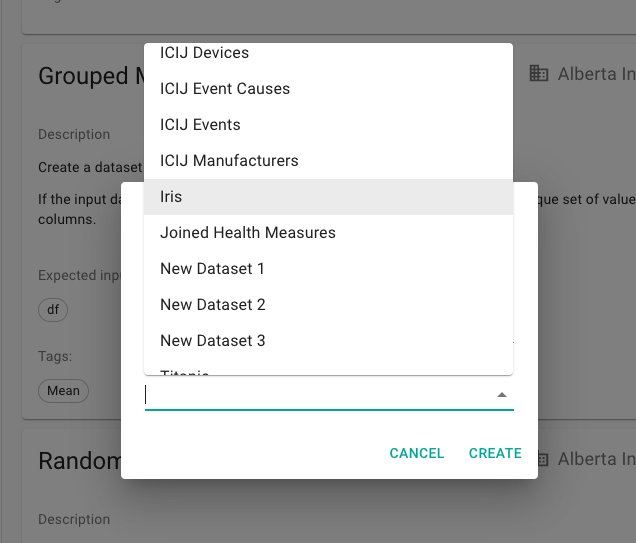 ICIJ Devices
ICIJ Event Causes
ICIJ Events
ICIJ Manufacturers
Iris
Joined Health Measures
New Dataset 1
New Dataset 2
New Dataset 3
Titanic
CANCEL CREATE
Grouped
Alberta In
Description
Create a dataset
If the input da
que set of value
columns.
Expected inpu
df
Tags:
Mean
Random
Alberta In
Description